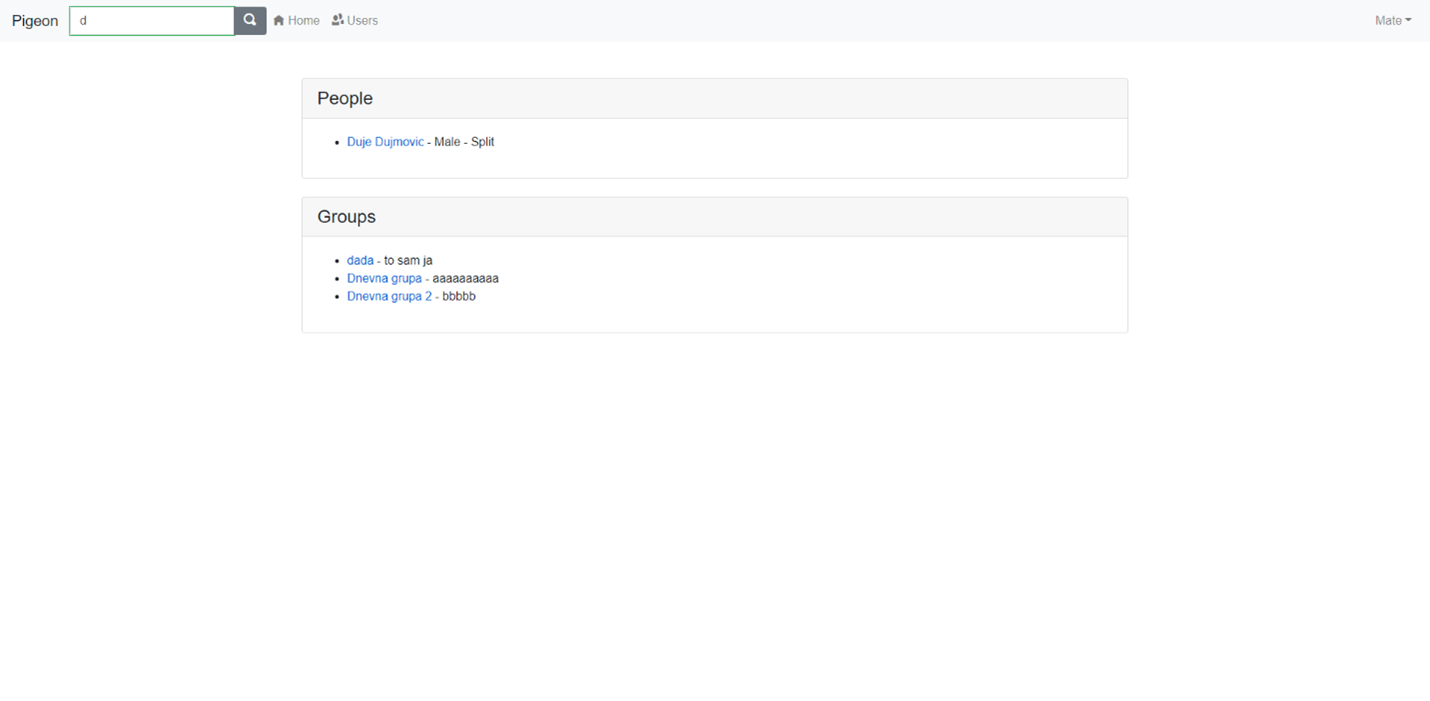 Pigeon d Home Users Mate
People
Duje Dujmovic - Male - Split
Groups
dada - to sam ja
Dnevna grupa - aaaaaaaaaa
Dnevna grupa 2 - bbbbb